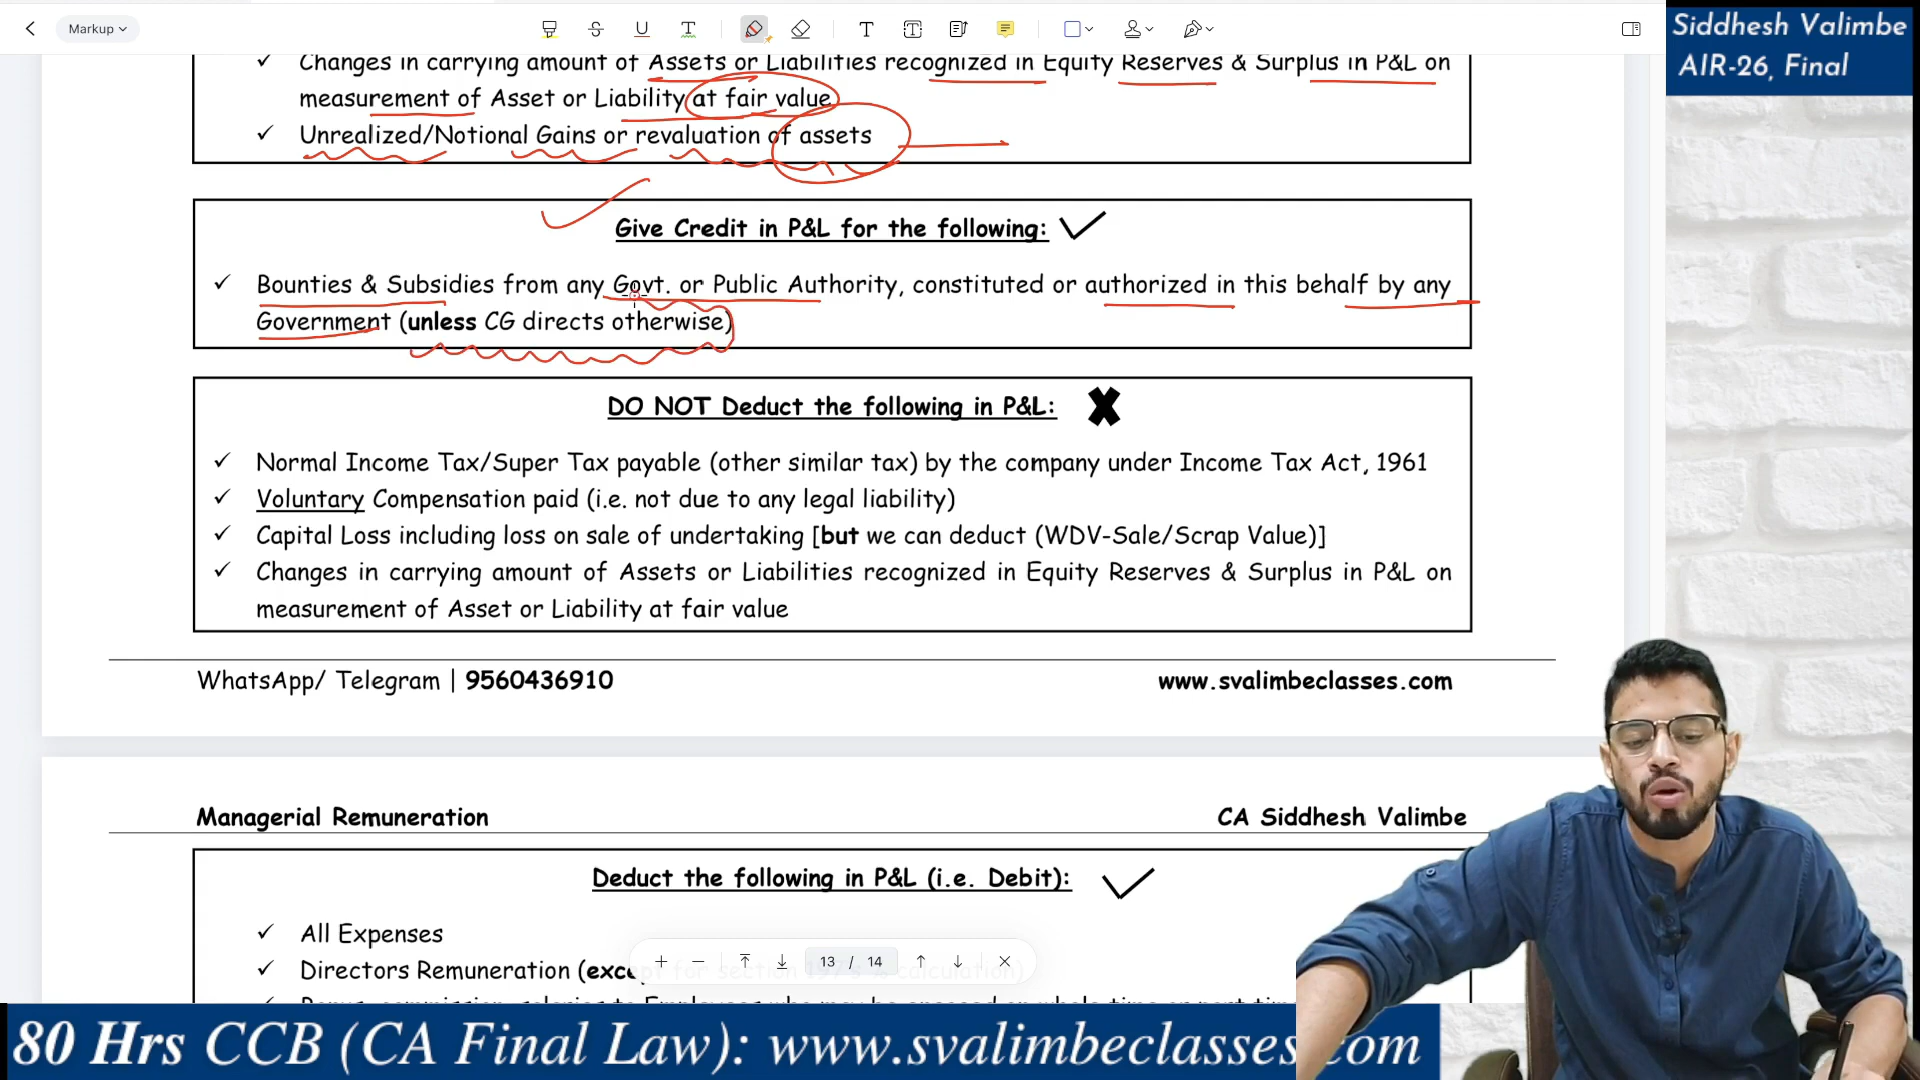 Markup
Siddhesh Valimbe
AIR-26, Final
✓ Changes in carrying amount of Assets or Liabilities recognized in Equity Reserves & Surplus in P&L on
measurement of Asset or Liability at fair value
✓ Unrealized/Notional Gains or revaluation of assets
Give Credit in P&L for the following:
✓ Bounties & Subsidies from any Govt. or Public Authority, constituted or authorized in this behalf by any
Government (unless CG directs otherwise)
DO NOT Deduct the following in P&L:
✓ Normal Income Tax/Super Tax payable (other similar tax) by the company under Income Tax Act, 1961
✓ Voluntary Compensation paid (i.e. not due to any legal liability)
✓ Capital Loss including loss on sale of undertaking [but we can deduct (WDV-Sale/Scrap Value)]
✓ Changes in carrying amount of Assets or Liabilities recognized in Equity Reserves & Surplus in P&L on
measurement of Asset or Liability at fair value
WhatsApp/ Telegram | 9560436910
www.svalimbeclasses.com
Managerial Remuneration
CA Siddhesh Valimbe
Deduct the following in P&L (i.e. Debit):
✓ All Expenses
✓ Directors Remuneration (except for section calculation)
13 / 14
80 Hrs CCB (CA Final Law): www.svalimbeclasses.com